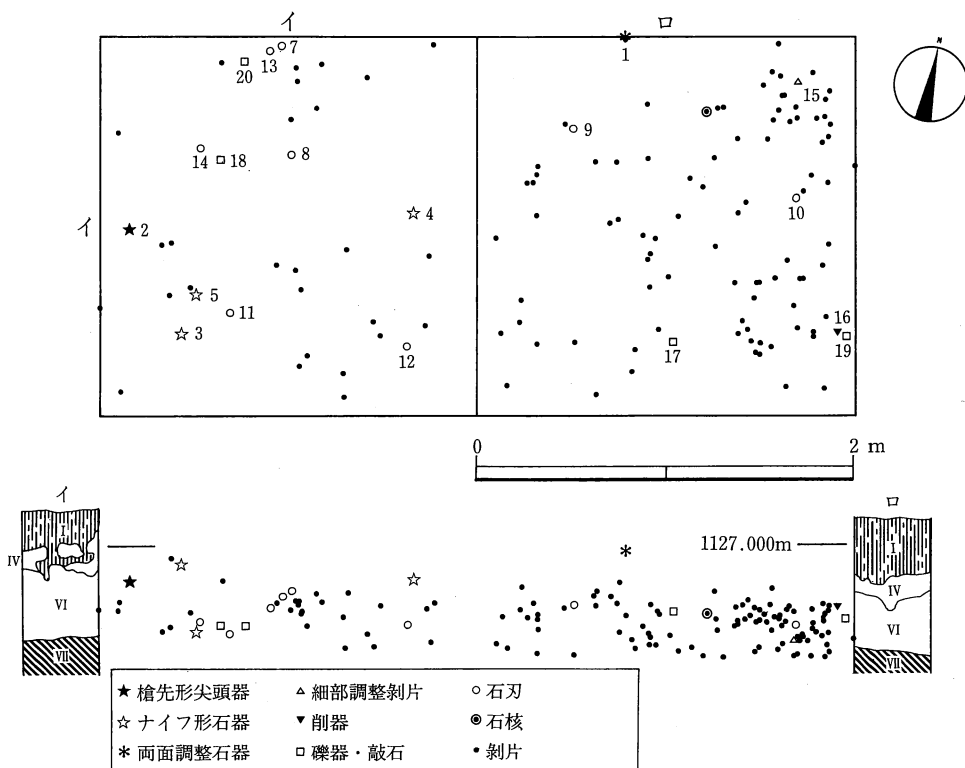 イ ロ
N
7
13
20
1
15
9
14 18 8
10
イ
2
4
5
11
3
12
16
17
19
0 2 m
イ ロ
1127.000m
I I
IV IV
VI VI
VII VII
★ 槍先形尖頭器 △ 細部調整剝片 ○ 石刃
☆ ナイフ形石器 ▼ 削器 ◉ 石核
* 両面調整石器 □ 礫器・敲石 • 剝片